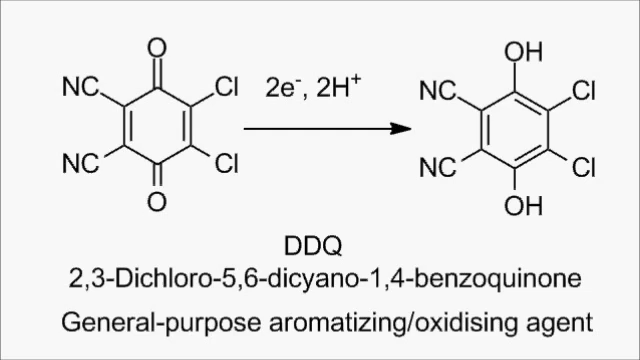 O
CN
Cl
2e⁻, 2H⁺
NC
Cl
O
OH
NC
Cl
NC
Cl
OH
DDQ
2,3-Dichloro-5,6-dicyano-1,4-benzoquinone
General-purpose aromatizing/oxidising agent